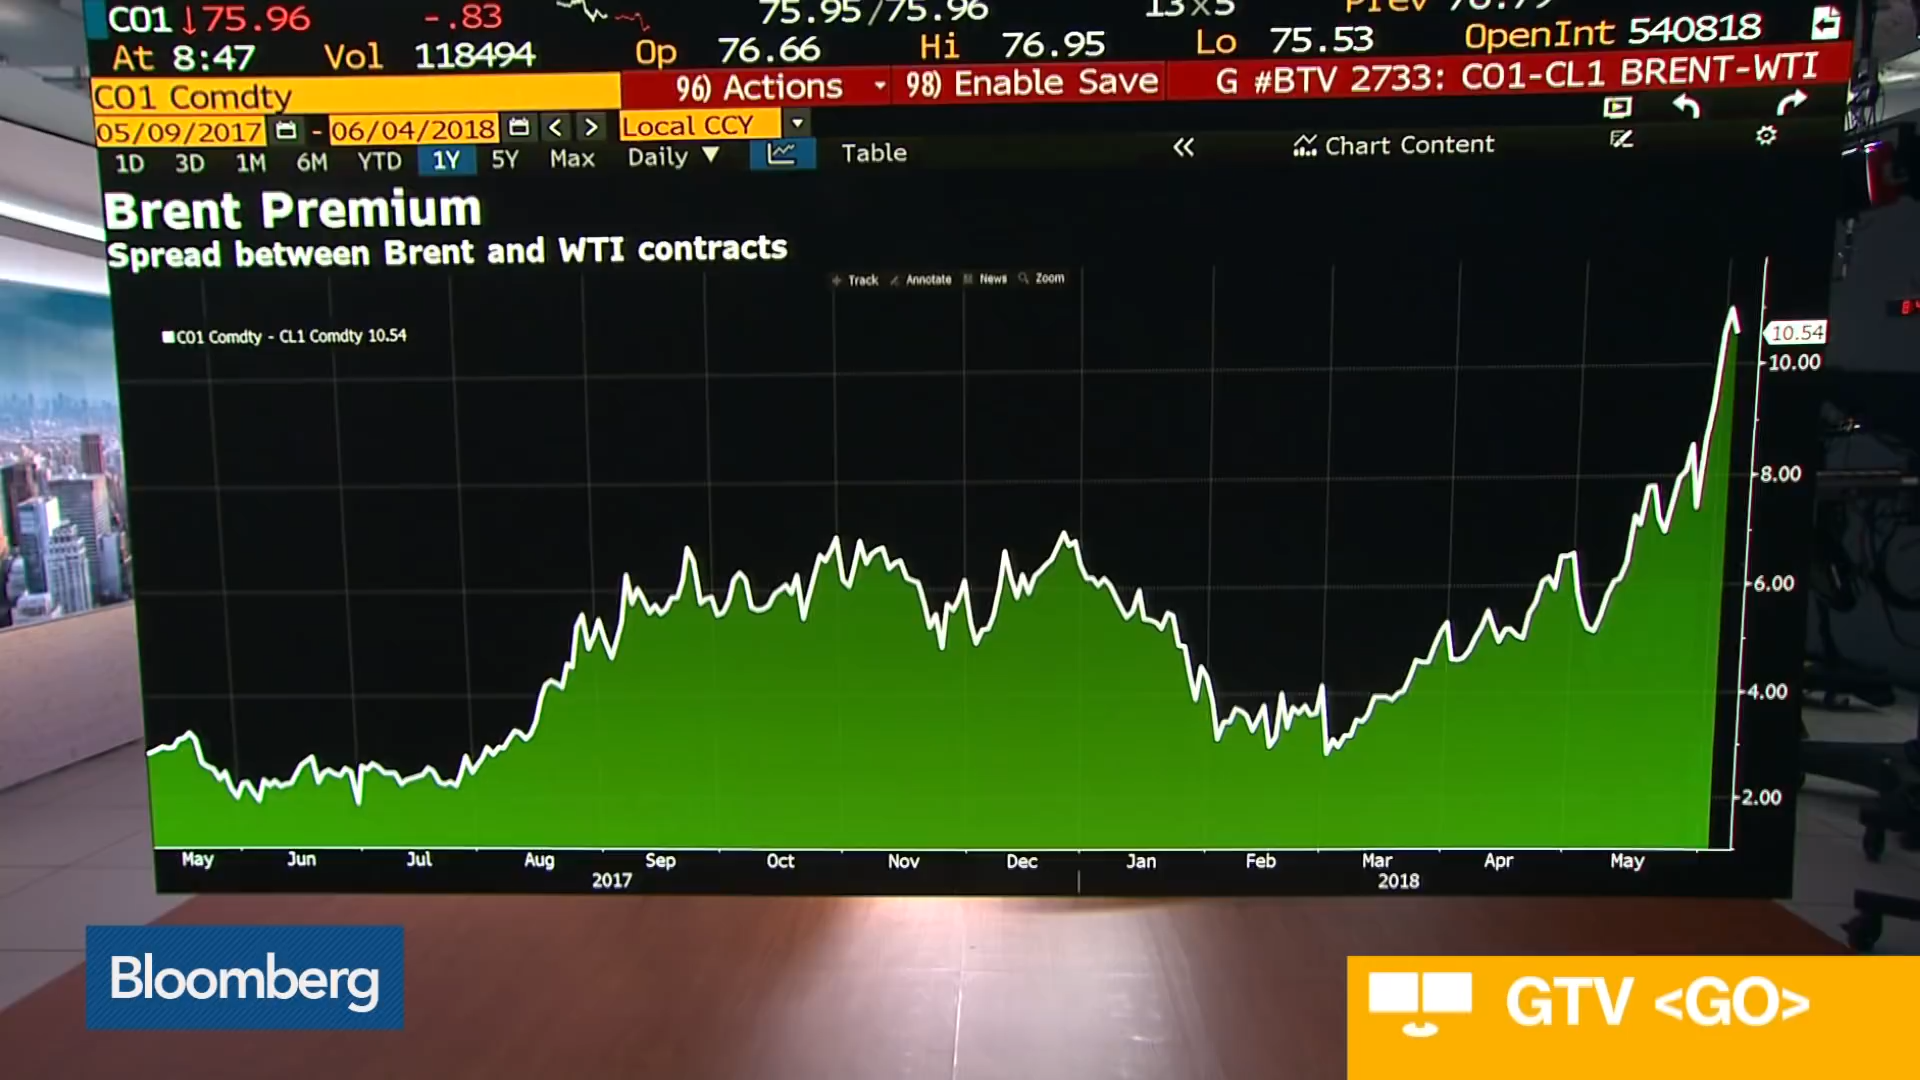 CO1 ↓75.96 -.83 75.95/75.96 13x5 Prev
At 8:47 Vol 118494 Op 76.66 Hi 76.95 Lo 75.53 OpenInt 540818
CO1 Comdty 96) Actions 98) Enable Save G #BTV 2733: CO1-CL1 BRENT-WTI
05/09/2017 - 06/04/2018 < > Local CCY
1D 3D 1M 6M YTD 1Y 5Y Max Daily ▼ Table « Chart Content
Brent Premium
Spread between Brent and WTI contracts
Track Annotate News Zoom
CO1 Comdty - CL1 Comdty 10.54
10.54
10.00
8.00
6.00
4.00
2.00
May Jun Jul Aug Sep Oct Nov Dec Jan Feb Mar Apr May
2017 2018
Bloomberg
GTV <GO>